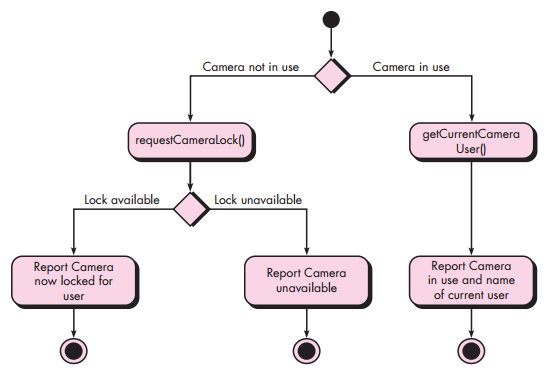 Camera not in use
Camera in use
requestCameraLock()
getCurrentCamera
User()
Lock available
Lock unavailable
Report Camera
now locked for
user
Report Camera
unavailable
Report Camera
in use and name
of current user